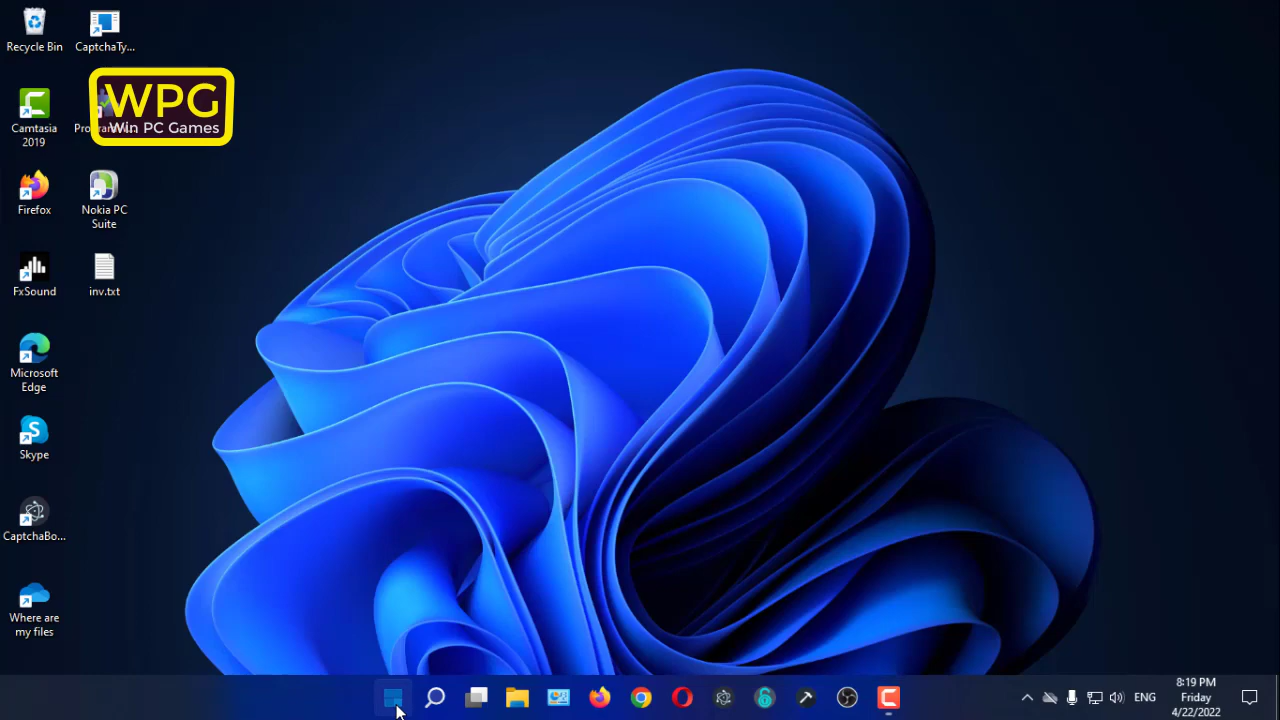 Recycle Bin
CaptchaTy...
WPG
Win PC Games
Camtasia
2019
Firefox
Nokia PC
Suite
FxSound
inv.txt
Microsoft
Edge
Skype
CaptchaBo...
Where are
my files
ENG
8:19 PM
Friday
4/22/2022